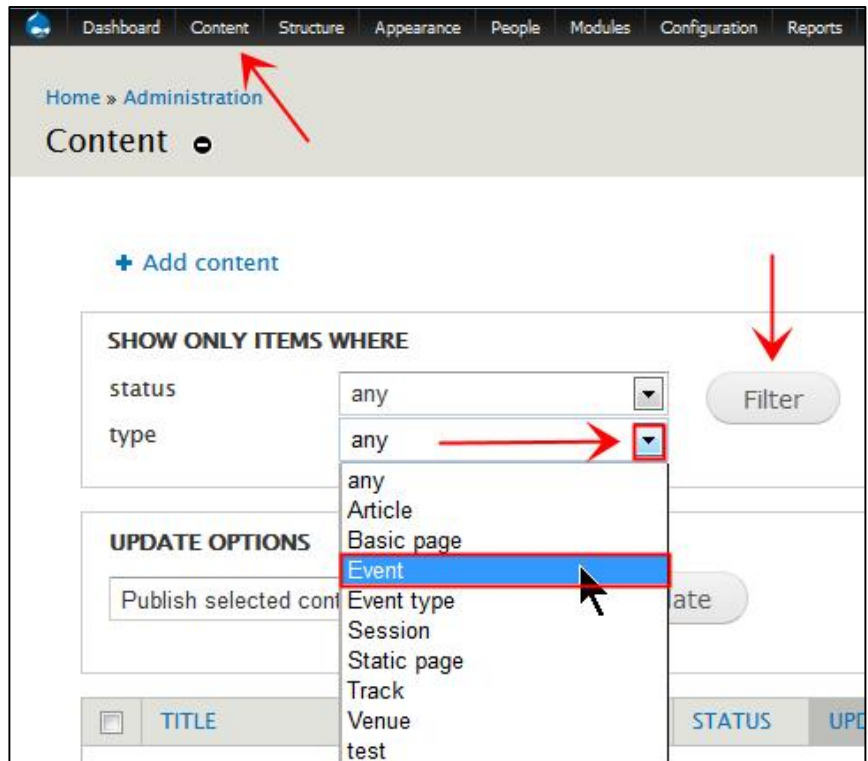 Dashboard Content Structure Appearance People Modules Configuration Reports
Home » Administration
Content
+ Add content
SHOW ONLY ITEMS WHERE
status any Filter
type any
any
Article
Basic page
UPDATE OPTIONS
Event
Publish selected cont Event type ate
Session
Static page
Track
TITLE Venue STATUS UPD
test